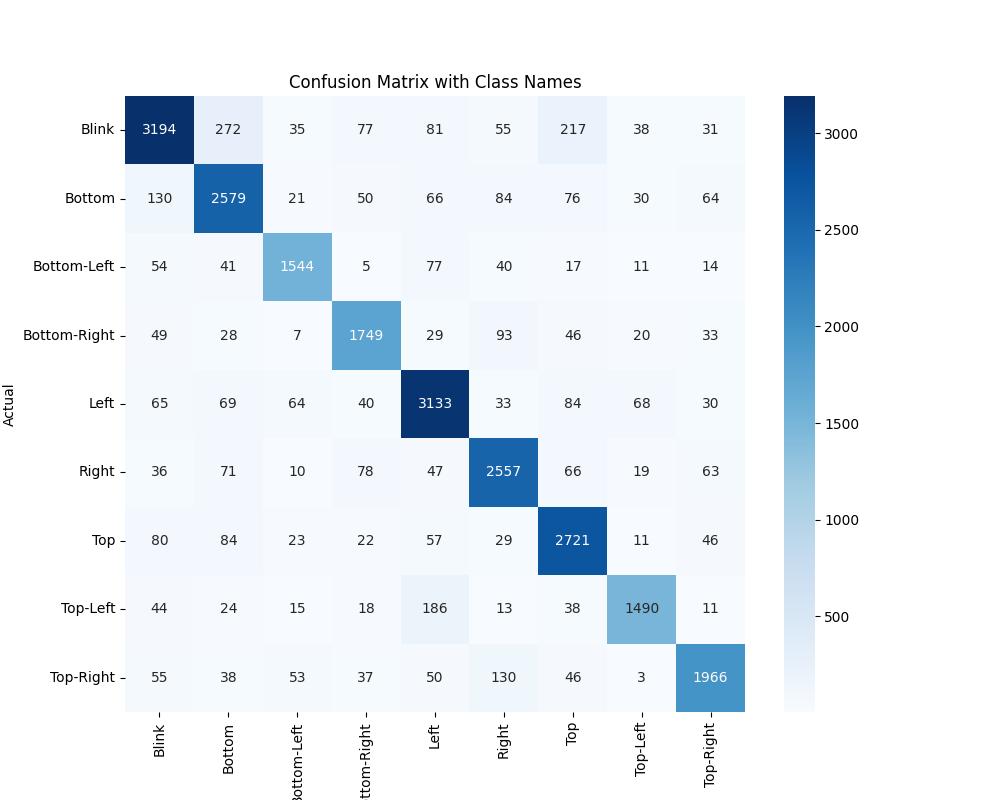 Confusion Matrix with Class Names
Blink 3194 272 35 77 81 55 217 38 31
Bottom 130 2579 21 50 66 84 76 30 64
Bottom-Left 54 41 1544 5 77 40 17 11 14
Bottom-Right 49 28 7 1749 29 93 46 20 33
Left 65 69 64 40 3133 33 84 68 30
Right 36 71 10 78 47 2557 66 19 63
Top 80 84 23 22 57 29 2721 11 46
Top-Left 44 24 15 18 186 13 38 1490 11
Top-Right 55 38 53 37 50 130 46 3 1966
Actual
Blink Bottom ottom-Left ttom-Right Left Right Top Top-Left Top-Right
3000
2500
2000
1500
1000
500